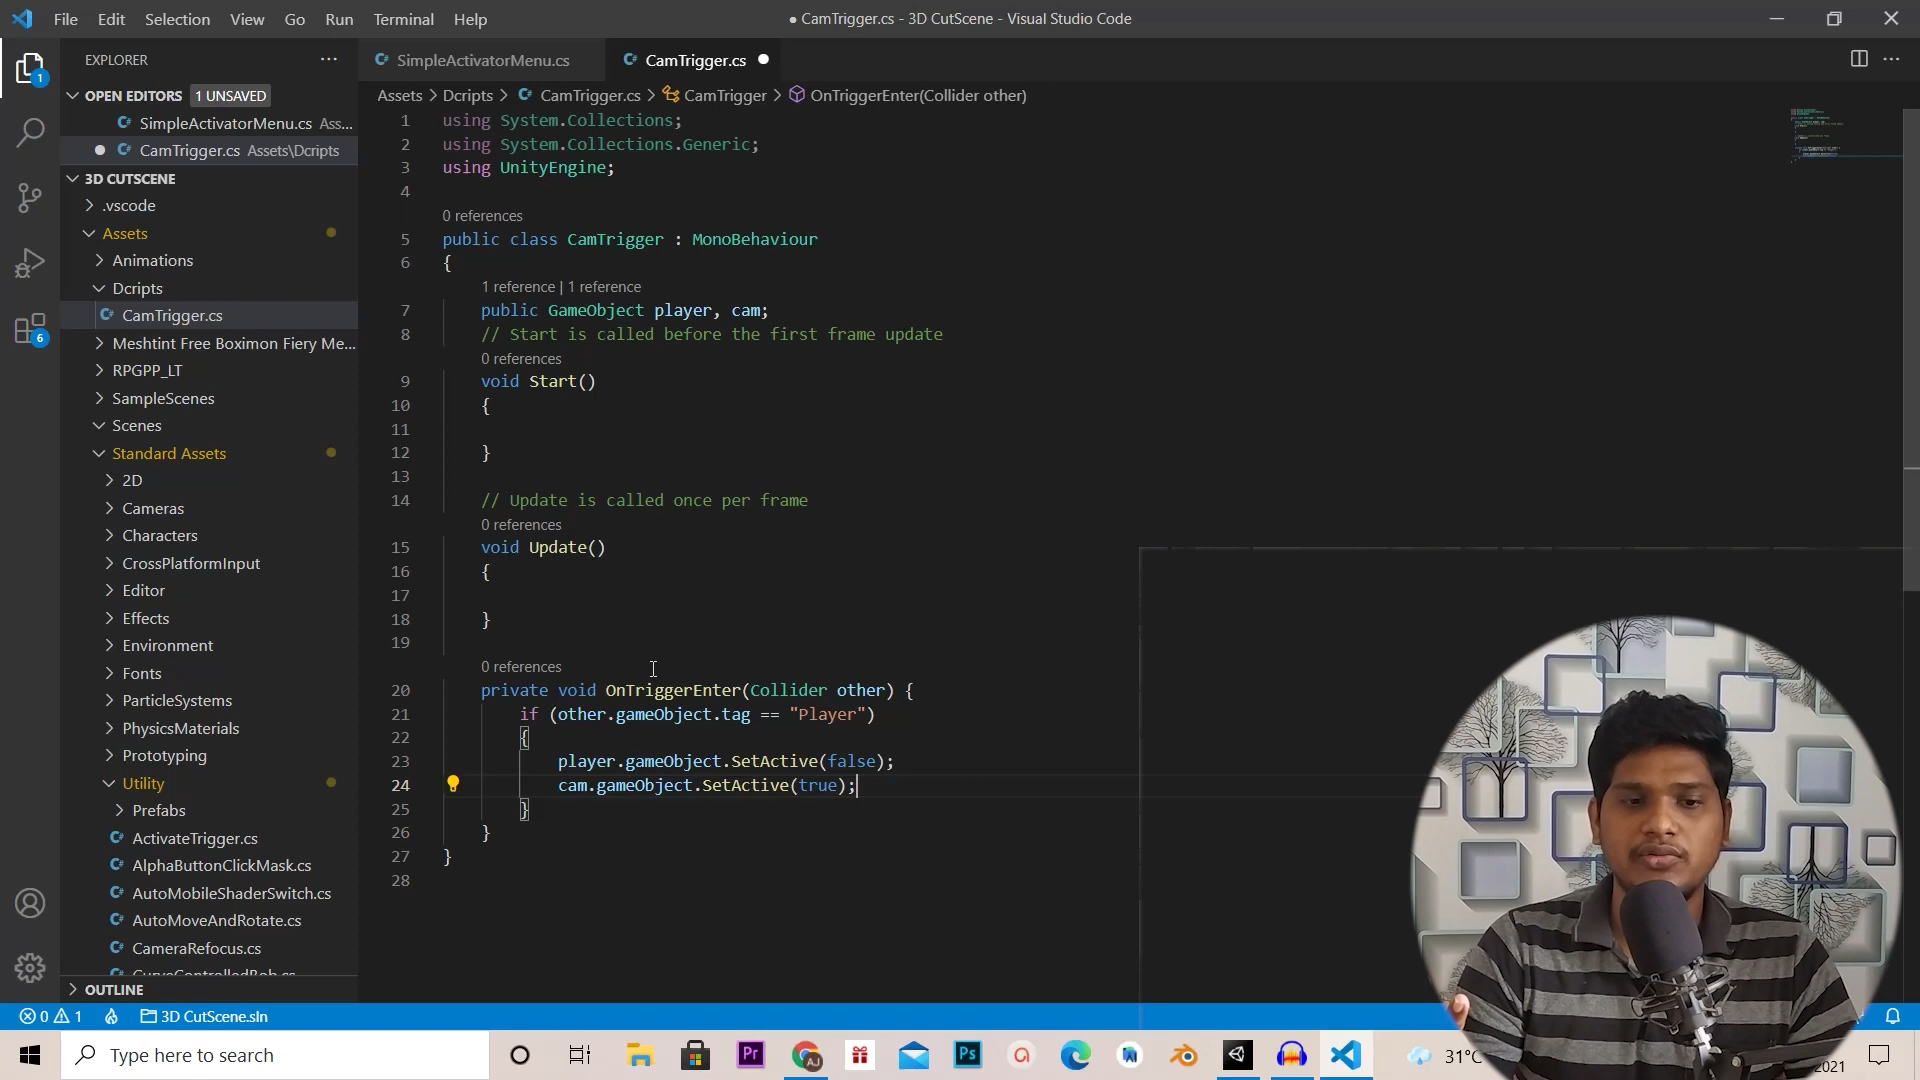 File Edit Selection View Go Run Terminal Help
● CamTrigger.cs - 3D CutScene - Visual Studio Code
EXPLORER
1
OPEN EDITORS 1 UNSAVED
SimpleActivatorMenu.cs Ass...
CamTrigger.cs Assets\Dcripts
3D CUTSCENE
.vscode
Assets
Animations
Dcripts
CamTrigger.cs
Meshtint Free Boximon Fiery Me...
RPGPP_LT
SampleScenes
Scenes
Standard Assets
2D
Cameras
Characters
CrossPlatformInput
Editor
Effects
Environment
Fonts
ParticleSystems
PhysicsMaterials
Prototyping
Utility
Prefabs
ActivateTrigger.cs
AlphaButtonClickMask.cs
AutoMobileShaderSwitch.cs
AutoMoveAndRotate.cs
CameraRefocus.cs
CurveControlledBob.cs
OUTLINE
6
SimpleActivatorMenu.cs
CamTrigger.cs
Assets > Dcripts > CamTrigger.cs > CamTrigger > OnTriggerEnter(Collider other)
1 using System.Collections;
2 using System.Collections.Generic;
3 using UnityEngine;
4
0 references
5 public class CamTrigger : MonoBehaviour
6 {
1 reference | 1 reference
7 public GameObject player, cam;
8 // Start is called before the first frame update
0 references
9 void Start()
10 {
11
12 }
13
14 // Update is called once per frame
0 references
15 void Update()
16 {
17
18 }
19
0 references
20 private void OnTriggerEnter(Collider other) {
21 if (other.gameObject.tag == "Player")
22 {
23 player.gameObject.SetActive(false);
24 cam.gameObject.SetActive(true);
25 }
26 }
27 }
28
0 1 3D CutScene.sln
Type here to search
Pr
AJ
Ps
31°C
2021